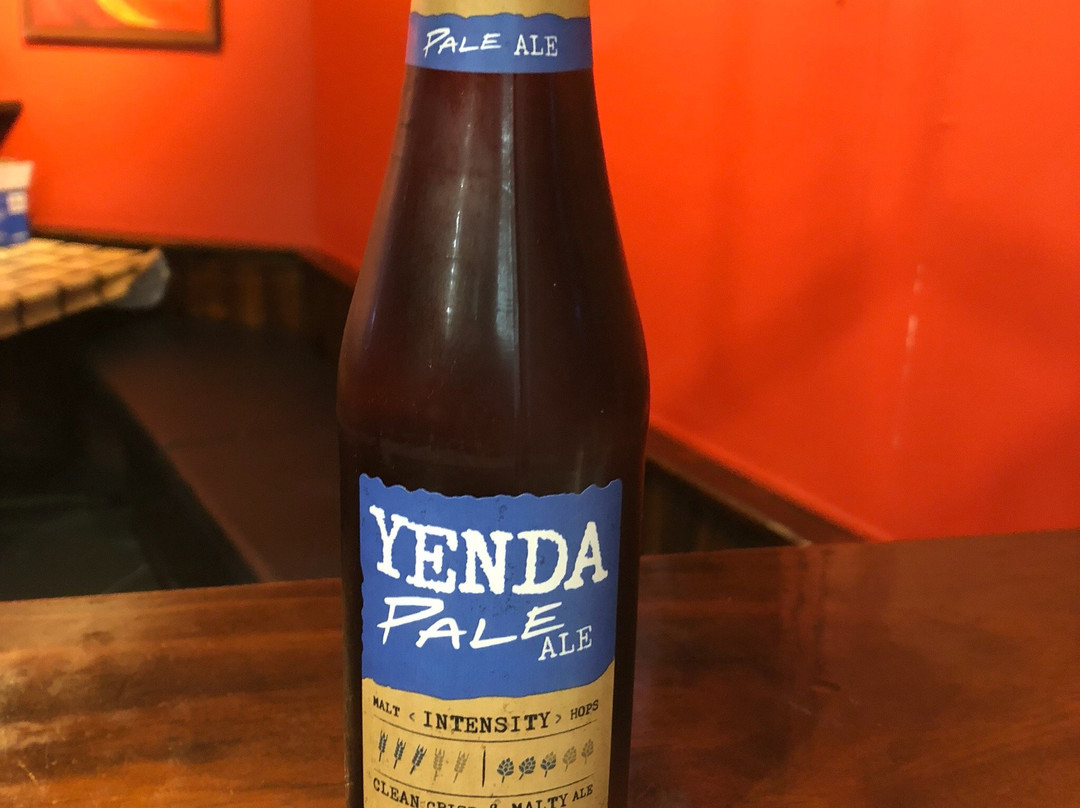 PALE ALE
YENDA
PALE
ALE
MALT < INTENSITY > HOPS
CLEAN CRISP & MALTY ALE